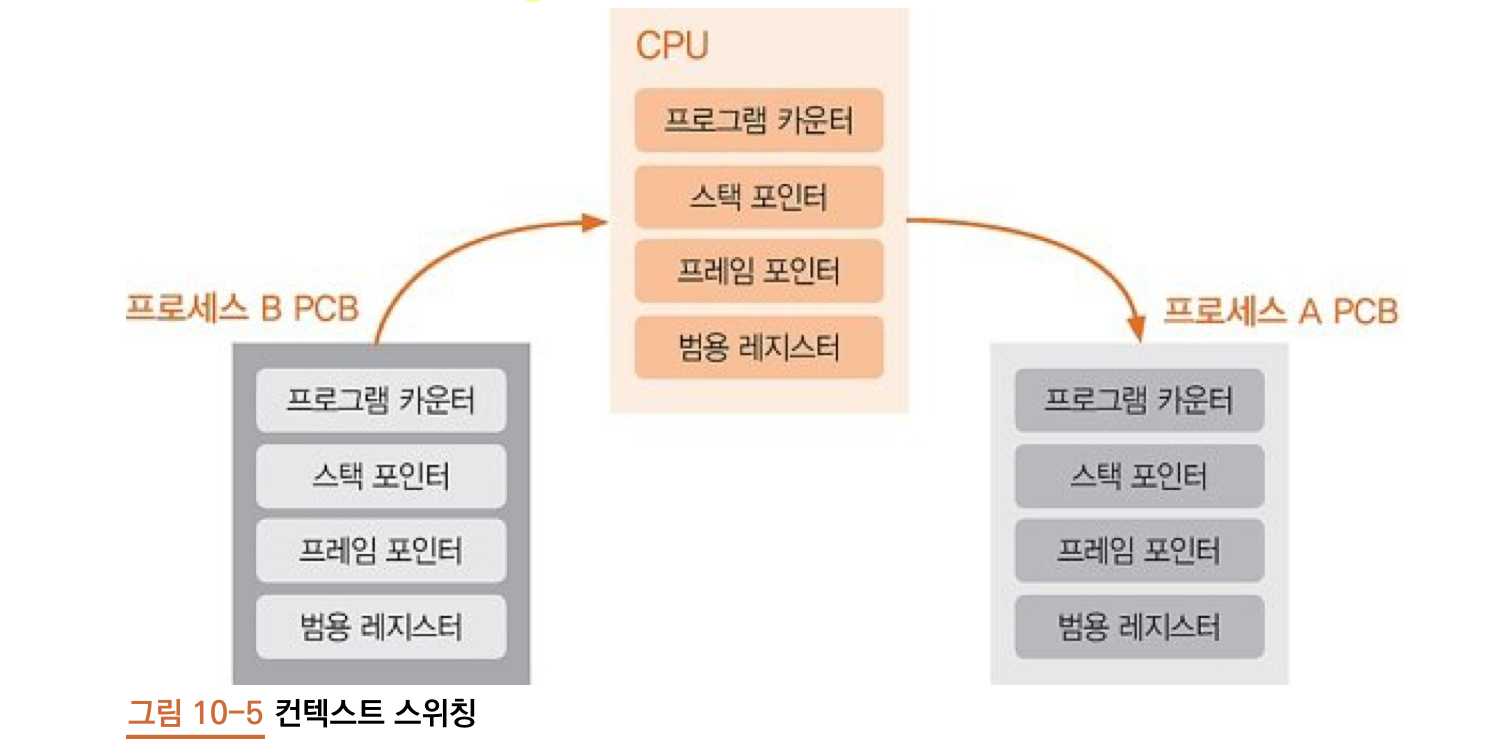 CPU
프로그램 카운터
스택 포인터
프레임 포인터
범용 레지스터
프로세스 B PCB
프로그램 카운터
스택 포인터
프레임 포인터
범용 레지스터
프로세스 A PCB
프로그램 카운터
스택 포인터
프레임 포인터
범용 레지스터
그림 10-5 컨텍스트 스위칭